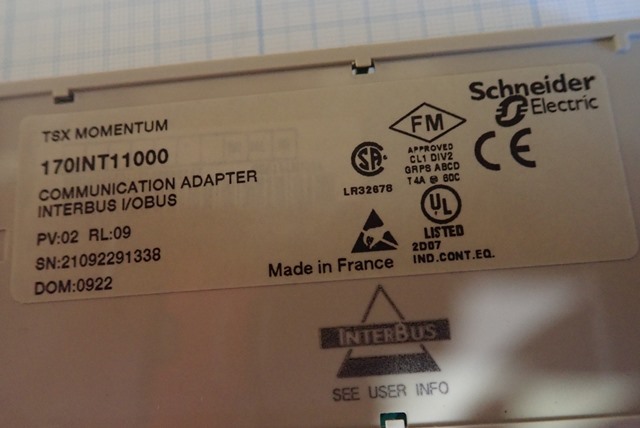 TSX MOMENTUM
170INT11000
COMMUNICATION ADAPTER
INTERBUS I/OBUS
PV:02 RL:09
SN:21092291338
DOM:0922
Made in France
SA
LR32678
FM
APPROVED
CL1 DIV2
GRPS ABCD
T4A @ 60C
UL
LISTED
2D07
IND.CONT.EQ.
Schneider
Electric
CE
INTERBUS
SEE USER INFO